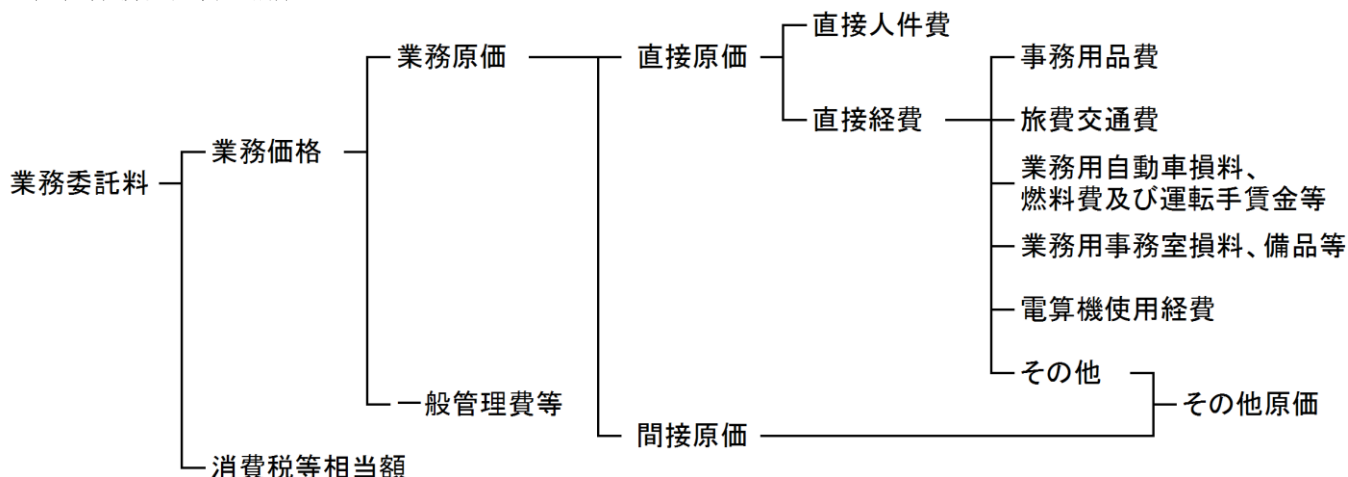 直接人件費
業務原価
直接原価
事務用品費
直接経費
旅費交通費
業務価格
業務委託料
業務用自動車損料、
燃料費及び運転手賃金等
業務用事務室損料、備品等
電算機使用経費
その他
一般管理費等
その他原価
間接原価
消費税等相当額